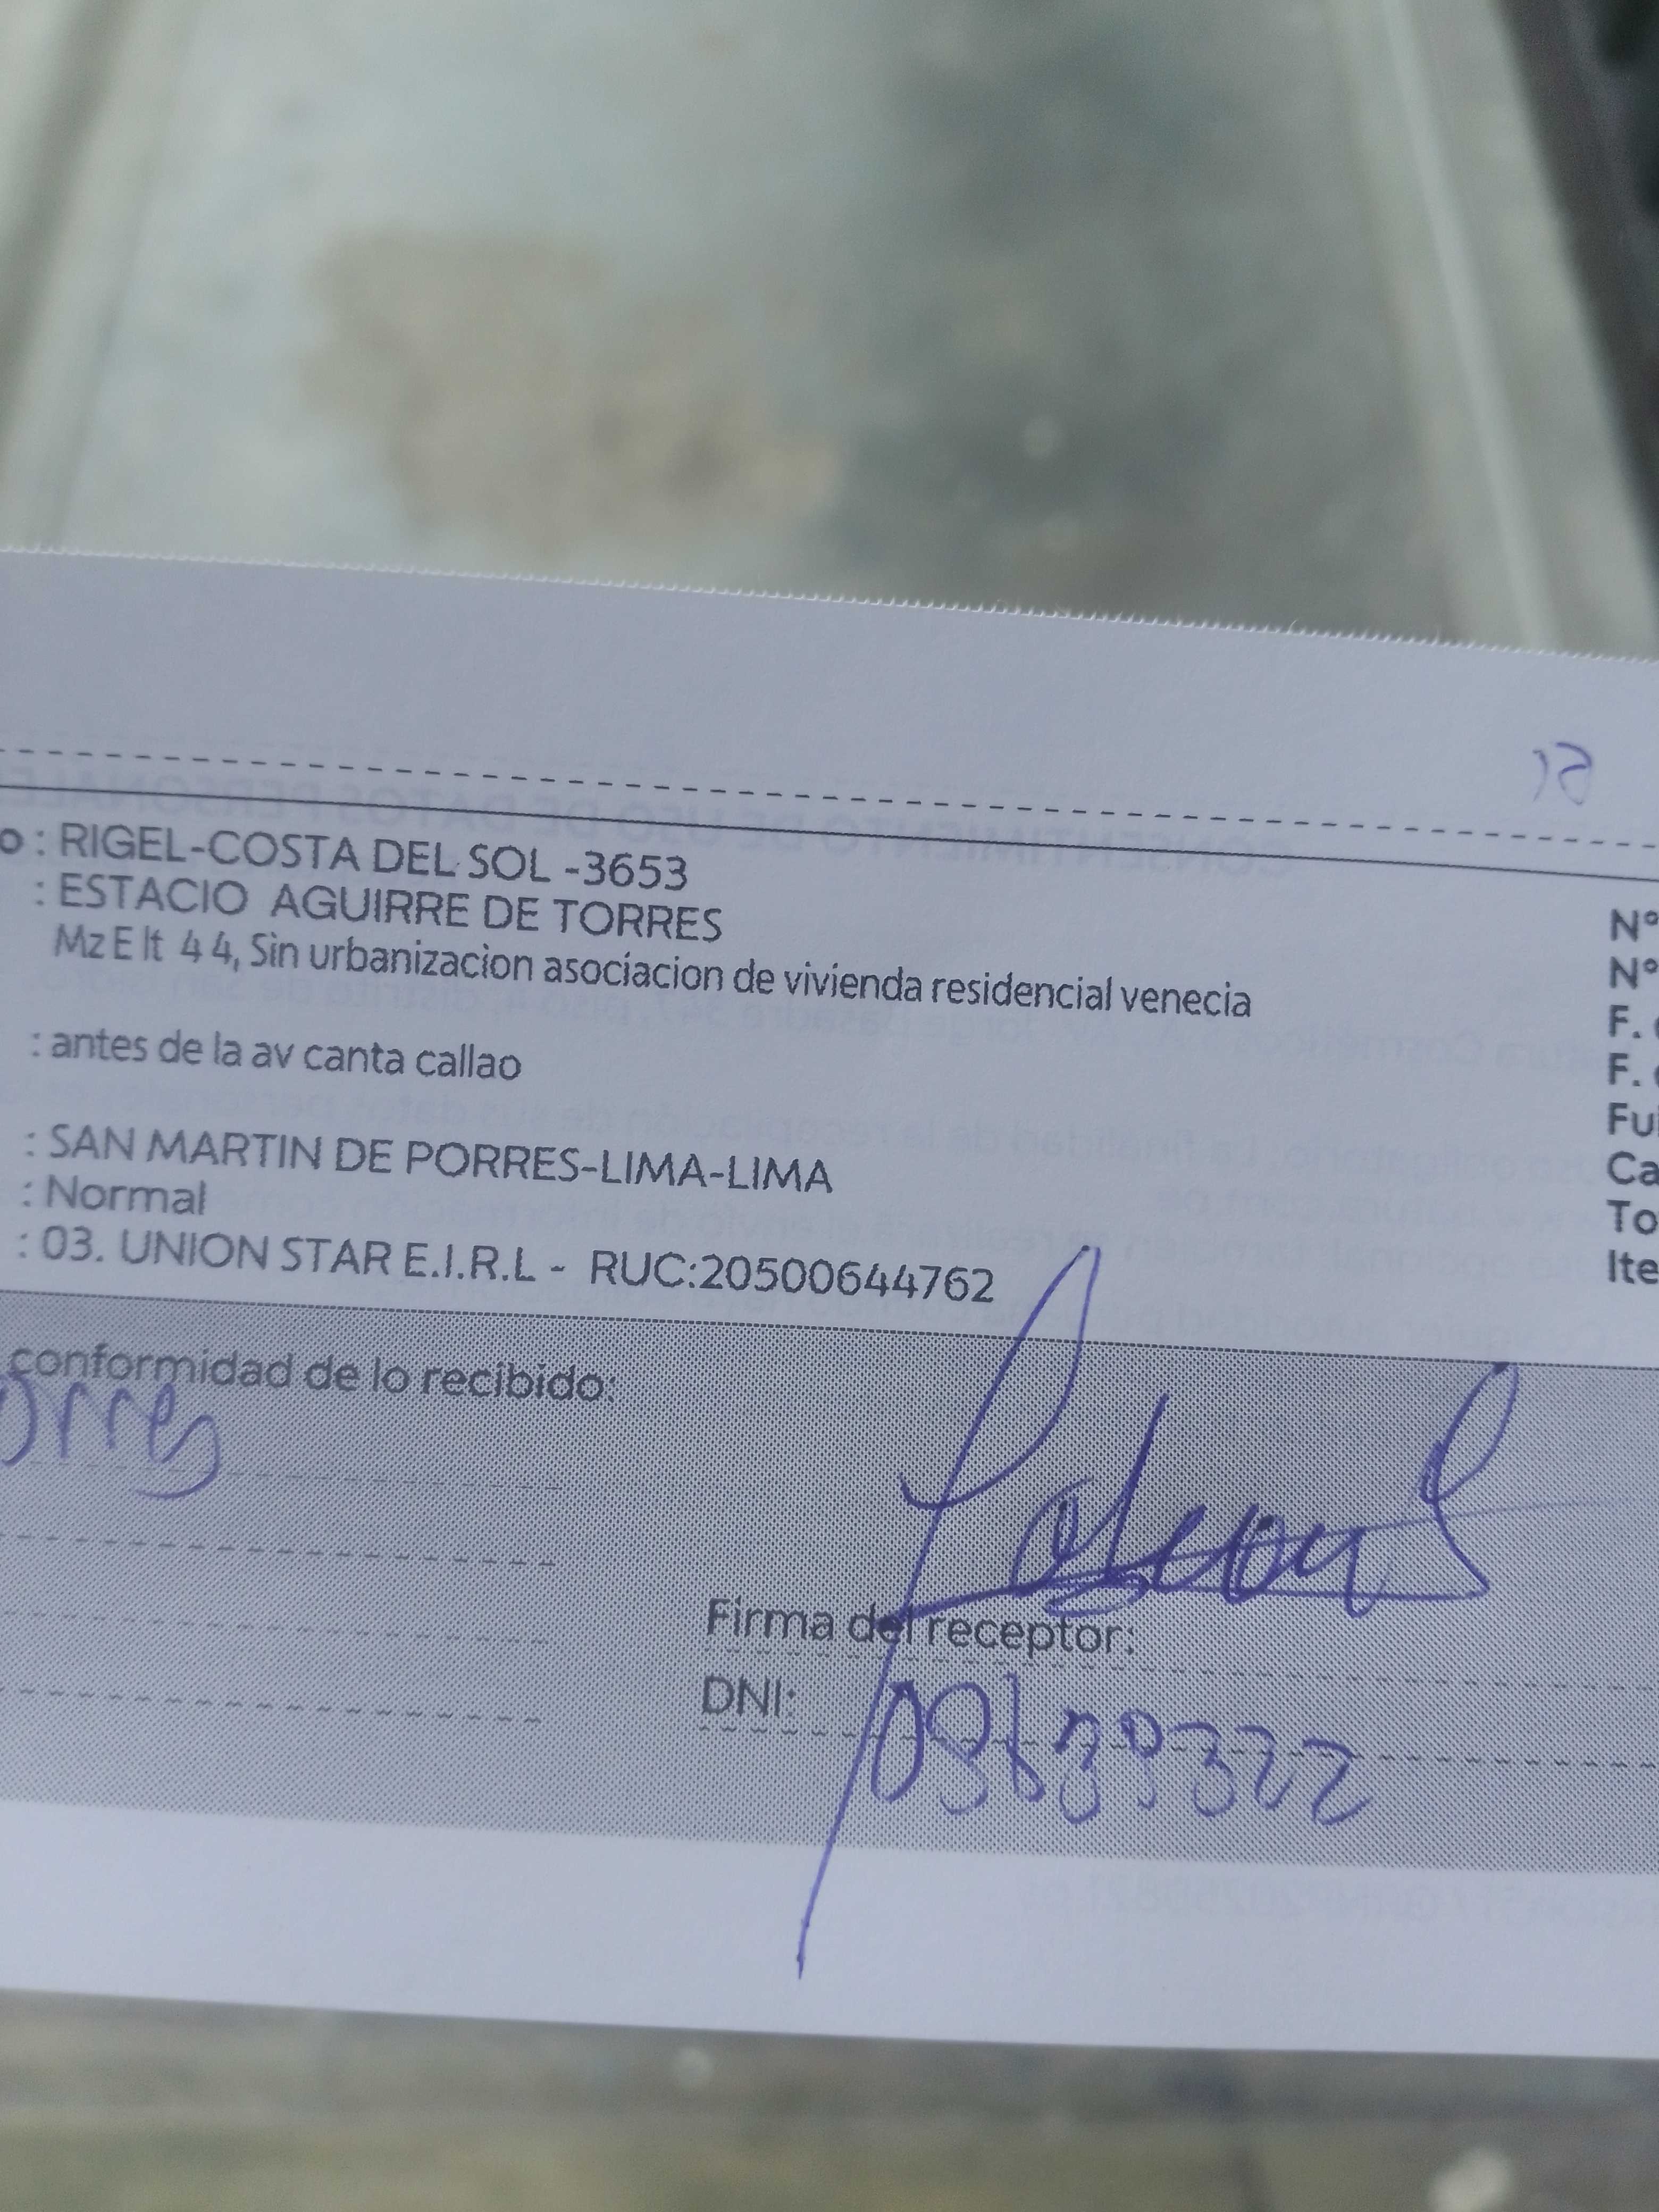 o : RIGEL-COSTA DEL SOL -3653
: ESTACIO AGUIRRE DE TORRES
Mz E lt 4 4, Sin urbanizacion asociacion de vivienda residencial venecia
: antes de la av canta callao
: SAN MARTIN DE PORRES-LIMA-LIMA
: Normal
: 03. UNION STAR E.I.R.L - RUC:20500644762
N°
N°
F.
F.
Fu
Ca
To
Ite
conformidad de lo recibido:
orres
Firma del receptor:
DNI: 09639322